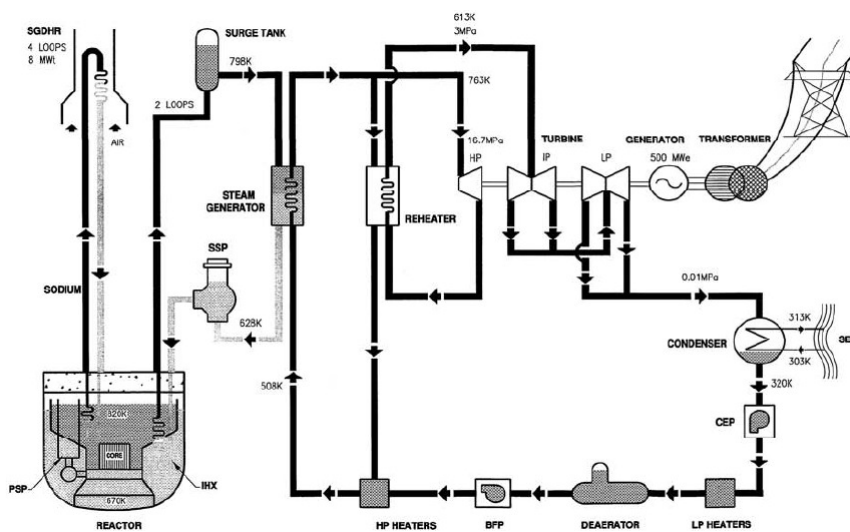 SGDHR
4 LOOPS
8 MWt
AIR
SURGE TANK
798K
2 LOOPS
613K
3MPa
763K
16.7MPa
HP
TURBINE
IP
LP
GENERATOR
500 MWe
TRANSFORMER
STEAM
GENERATOR
REHEATER
SSP
SODIUM
628K
508K
0.01MPa
313K
CONDENSER
303K
320K
CEP
820K
CORE
PSP
IHX
670K
REACTOR
HP HEATERS
BFP
DEAERATOR
LP HEATERS